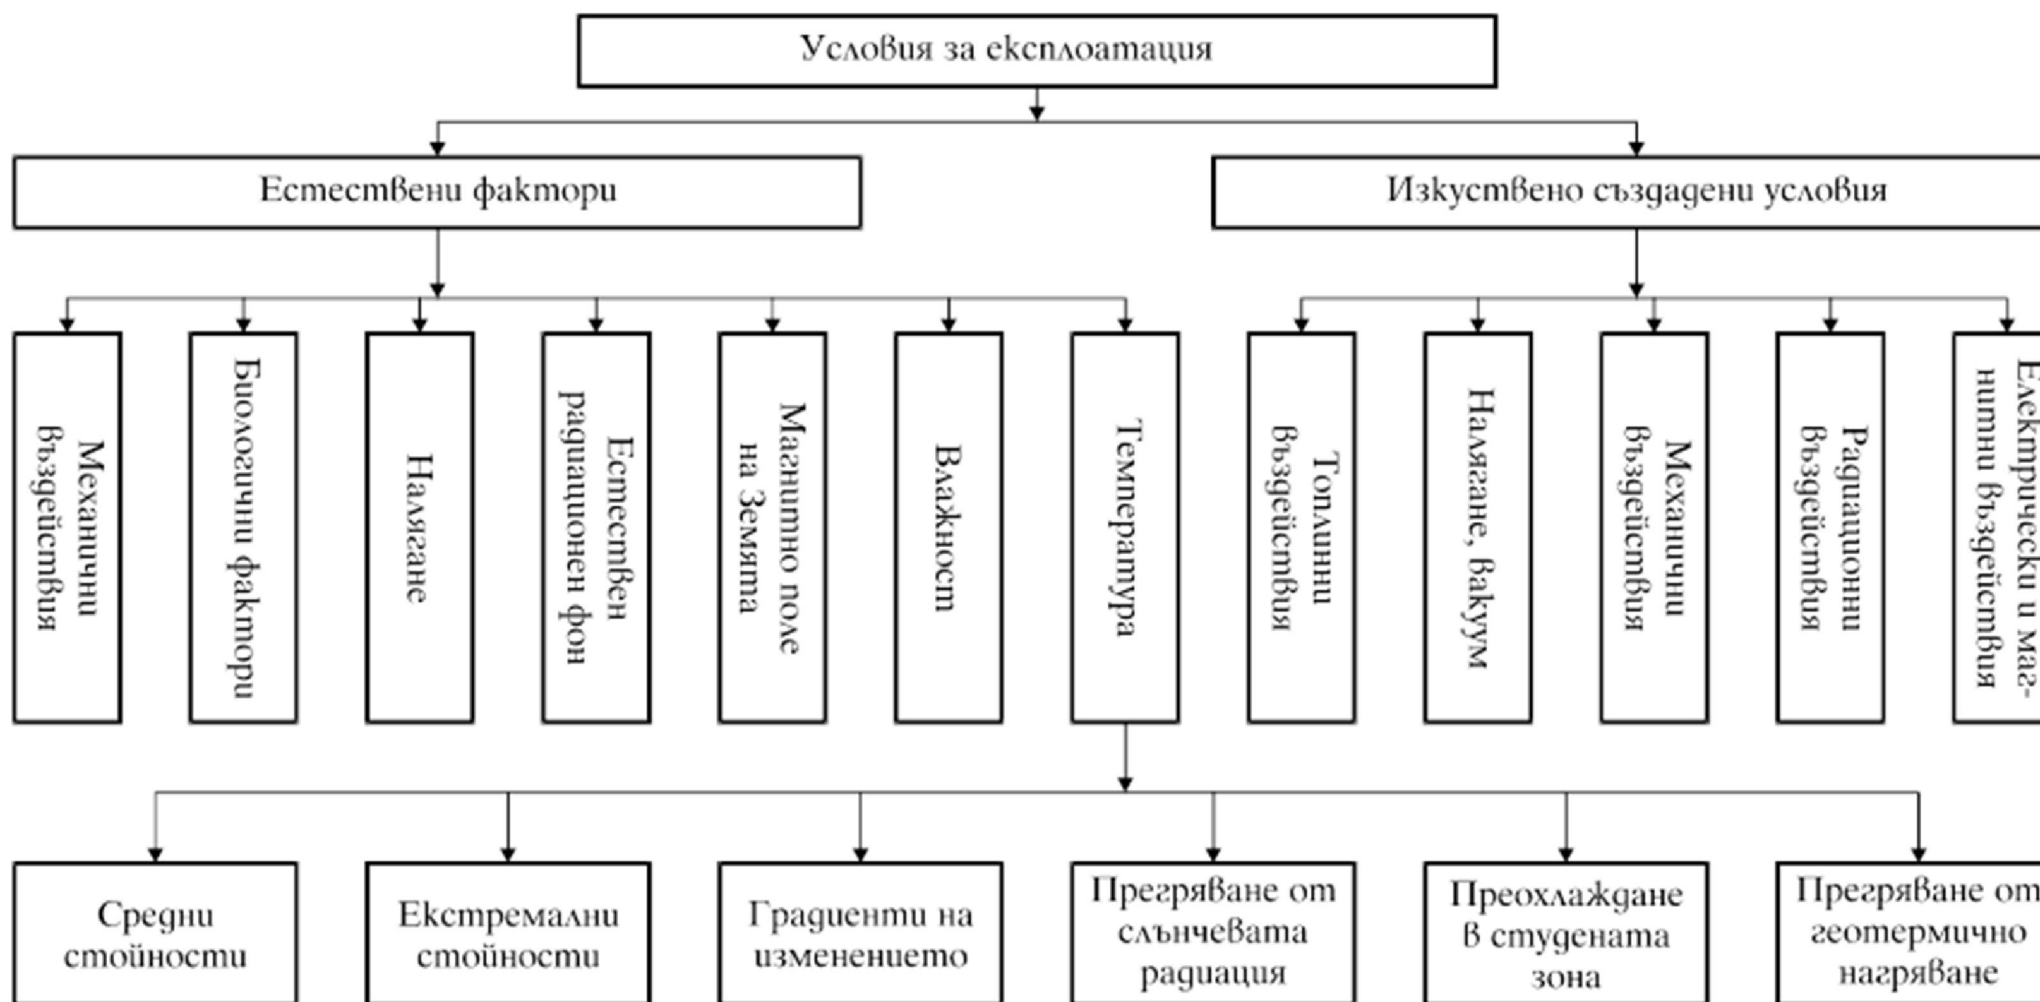 Условия за експлоатация
Естествени фактори
Изкуствено създадени условия
Механични
въздействия
Биологични фактори
Налягане
Естествен
радиационен фон
Магнитно поле
на Земята
Влажност
Температура
Топлинни
въздействия
Налягане, вакуум
Механични
въздействия
Радиационни
въздействия
Електрически и маг-
нитни въздействия
Средни
стойности
Екстремални
стойности
Градиенти на
изменението
Прегряване от
слънчевата
радиация
Преохлаждане
в студената
зона
Прегряване от
геотермично
нагряване